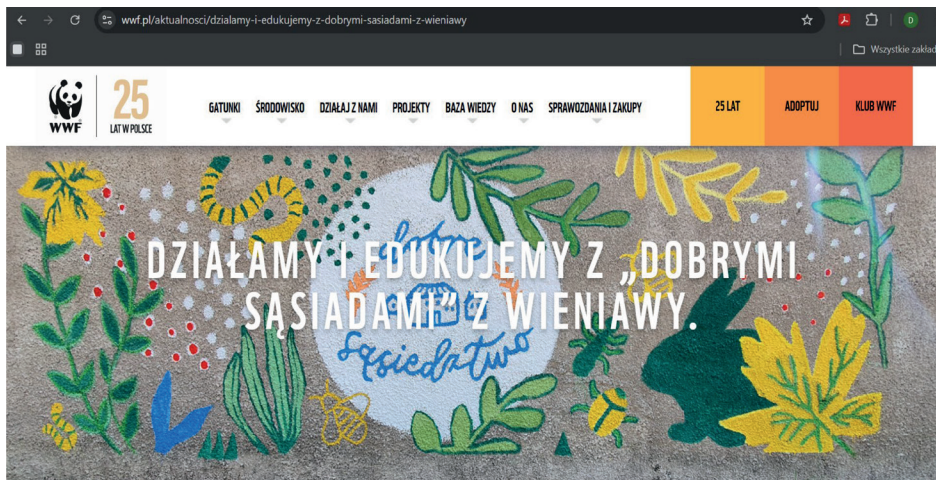 wwf.pl/aktualnosci/dzialamy-i-edukujemy-z-dobrymi-sasiadami-z-wieniawy
D
Wszystkie zakład
WWF
25
LAT W POLSCE
GATUNKI ŚRODOWISKO DZIAŁAJ Z NAMI PROJEKTY BAZA WIEDZY O NAS SPRAWOZDANIA I ZAKUPY
25 LAT ADOPTUJ KLUB WWF
DZIAŁAMY I EDUKUJEMY Z „DOBRYMI
SĄSIADAMI” Z WIENIAWY.
dobre
sąsiedztwo